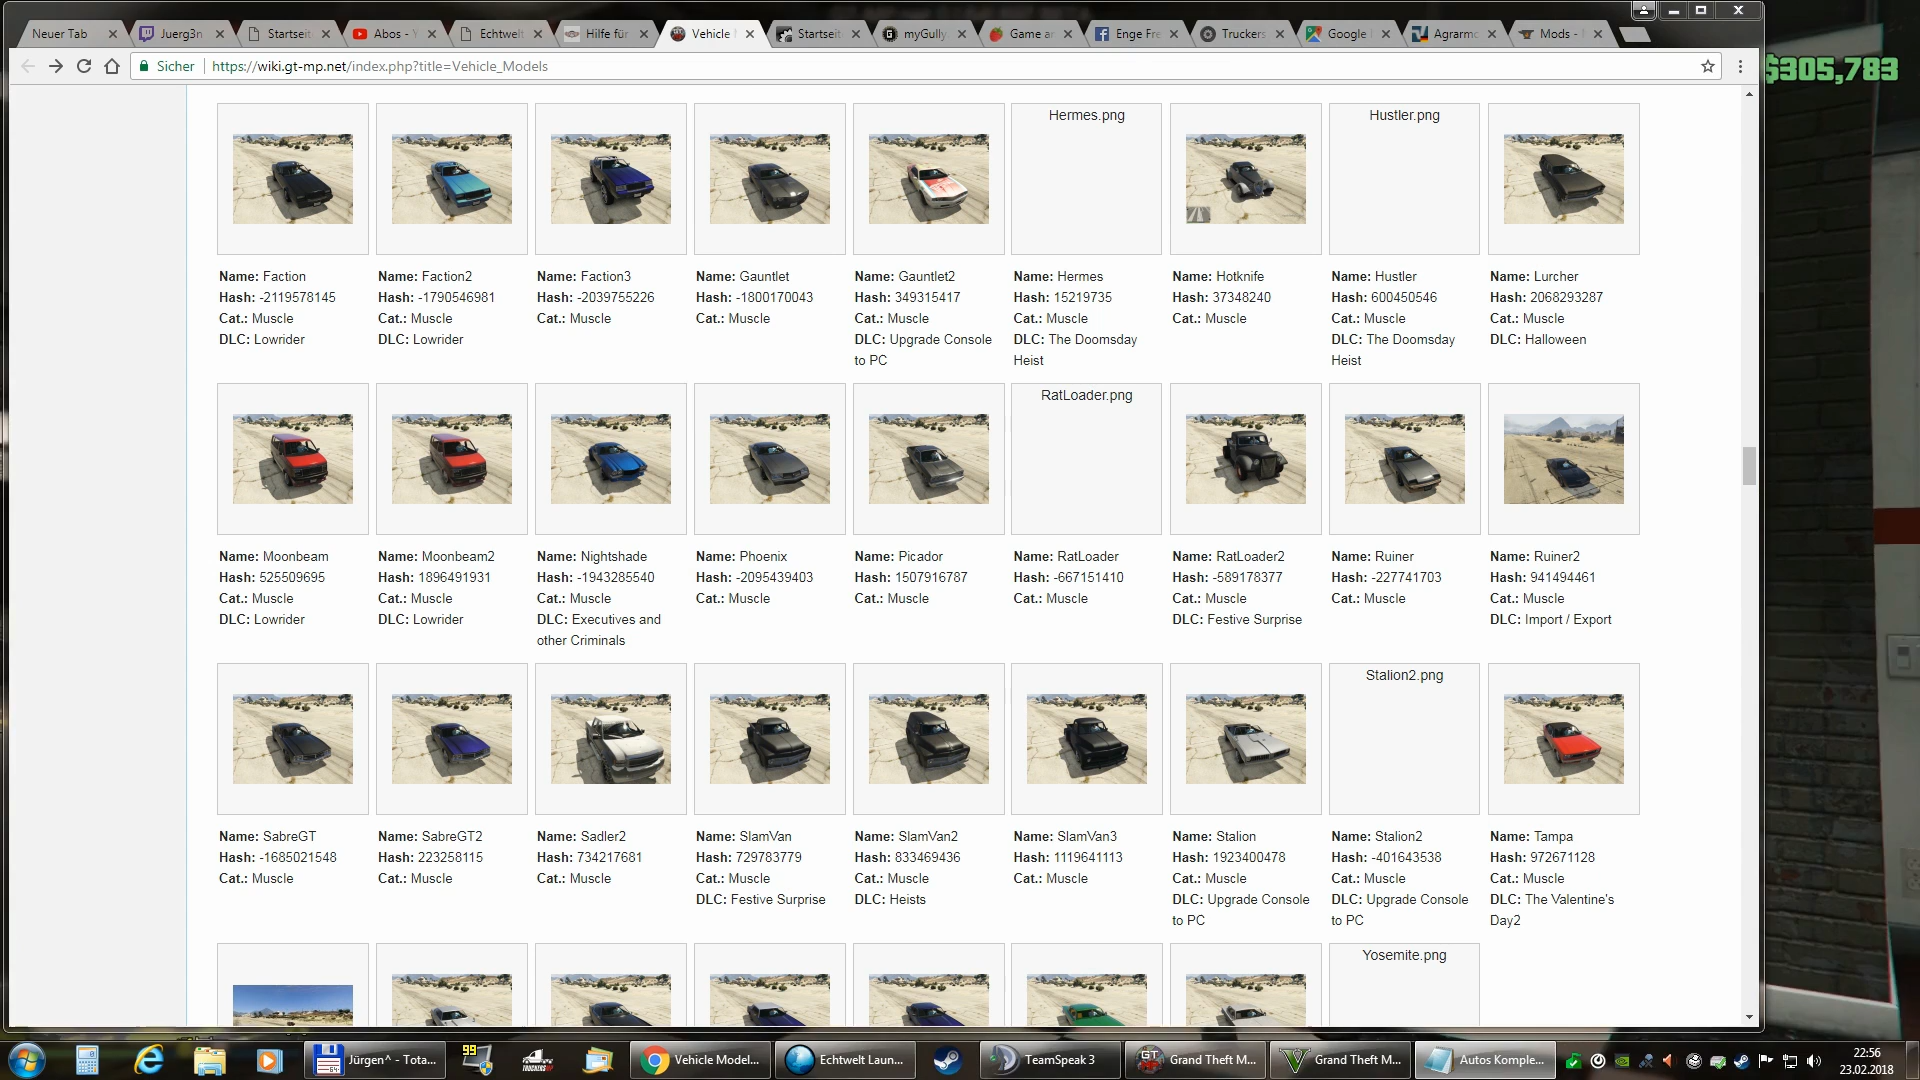 Neuer Tab
Juerg3n
Startseit
Abos - Y
Echtwelt
Hilfe für
Vehicle M
Startseit
myGully
Game ar
Enge Fre
Truckers
Google
Agrarmo
Mods -
Sicher
https://wiki.gt-mp.net/index.php?title=Vehicle_Models
$305,783
Hermes.png
Hustler.png
Name: Faction
Hash: -2119578145
Cat.: Muscle
DLC: Lowrider
Name: Faction2
Hash: -1790546981
Cat.: Muscle
DLC: Lowrider
Name: Faction3
Hash: -2039755226
Cat.: Muscle
Name: Gauntlet
Hash: -1800170043
Cat.: Muscle
Name: Gauntlet2
Hash: 349315417
Cat.: Muscle
DLC: Upgrade Console
to PC
Name: Hermes
Hash: 15219735
Cat.: Muscle
DLC: The Doomsday
Heist
Name: Hotknife
Hash: 37348240
Cat.: Muscle
Name: Hustler
Hash: 600450546
Cat.: Muscle
DLC: The Doomsday
Heist
Name: Lurcher
Hash: 2068293287
Cat.: Muscle
DLC: Halloween
RatLoader.png
Name: Moonbeam
Hash: 525509695
Cat.: Muscle
DLC: Lowrider
Name: Moonbeam2
Hash: 1896491931
Cat.: Muscle
DLC: Lowrider
Name: Nightshade
Hash: -1943285540
Cat.: Muscle
DLC: Executives and
other Criminals
Name: Phoenix
Hash: -2095439403
Cat.: Muscle
Name: Picador
Hash: 1507916787
Cat.: Muscle
Name: RatLoader
Hash: -667151410
Cat.: Muscle
Name: RatLoader2
Hash: -589178377
Cat.: Muscle
DLC: Festive Surprise
Name: Ruiner
Hash: -227741703
Cat.: Muscle
Name: Ruiner2
Hash: 941494461
Cat.: Muscle
DLC: Import / Export
Stalion2.png
Name: SabreGT
Hash: -1685021548
Cat.: Muscle
Name: SabreGT2
Hash: 223258115
Cat.: Muscle
Name: Sadler2
Hash: 734217681
Cat.: Muscle
Name: SlamVan
Hash: 729783779
Cat.: Muscle
DLC: Festive Surprise
Name: SlamVan2
Hash: 833469436
Cat.: Muscle
DLC: Heists
Name: SlamVan3
Hash: 1119641113
Cat.: Muscle
Name: Stalion
Hash: 1923400478
Cat.: Muscle
DLC: Upgrade Console
to PC
Name: Stalion2
Hash: -401643538
Cat.: Muscle
DLC: Upgrade Console
to PC
Name: Tampa
Hash: 972671128
Cat.: Muscle
DLC: The Valentine's
Day2
Yosemite.png
Jürgen^ - Tota...
99
Vehicle Model...
Echtwelt Laun...
TeamSpeak 3
Grand Theft M...
Grand Theft M...
Autos Komple...
22:56
23.02.2018